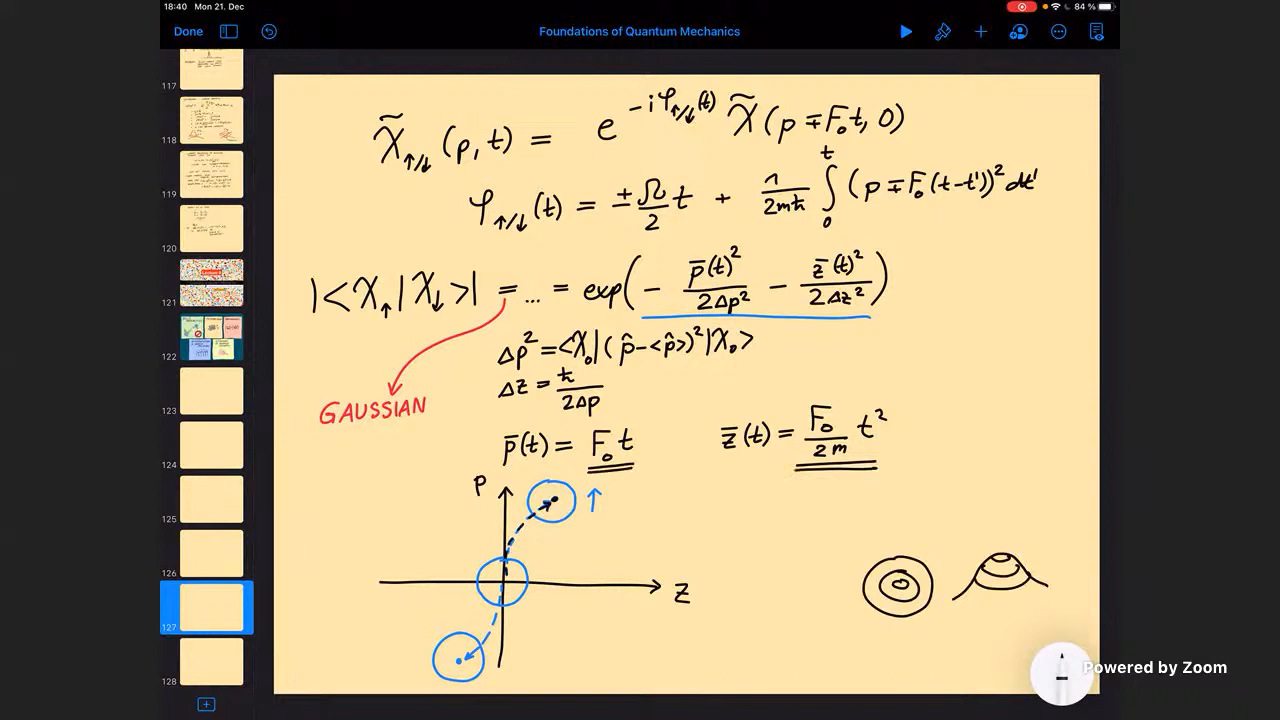 18:40 Mon 21. Dec
84 %
Done
Foundations of Quantum Mechanics
117
118
119
120
121
122
123
124
125
126
127
128
χ̃↑/↓ (p, t) = e^(-iφ↑/↓(t)) χ̃(p ∓ F₀t, 0)
φ↑/↓ (t) = ± Ω/2 t + 1/2mħ ∫₀ᵗ (p ∓ F₀(t-t'))² dt'
|<χ↑|χ↓>| = ... = exp(- p̄(t)²/2Δp² - z̄(t)²/2Δz²)
Δp² = <χ₀|(p̂-<p̂>)²|χ₀>
Δz = ħ/2Δp
GAUSSIAN
p̄(t) = F₀ t z̄(t) = F₀/2m t²
P
↑
Z
Powered by Zoom